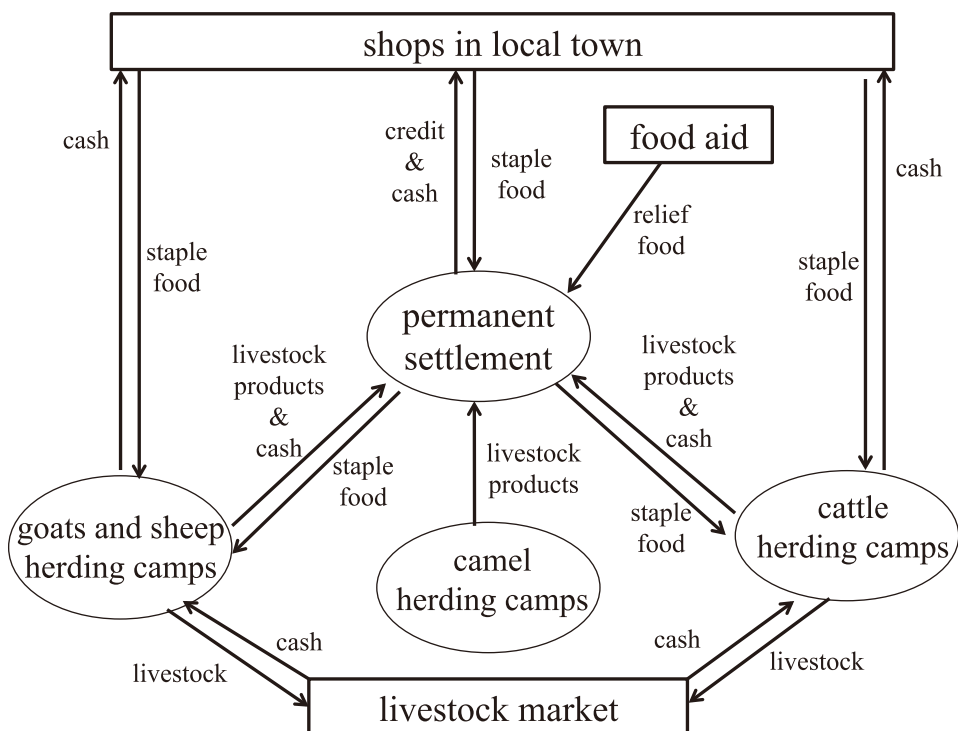 shops in local town
cash
credit
&
cash
staple
food
food aid
cash
relief
food
staple
food
staple
food
permanent
settlement
livestock
products
&
cash
livestock
products
&
cash
staple
food
livestock
products
staple
food
goats and sheep
herding camps
camel
herding camps
cattle
herding camps
cash
livestock
cash
livestock
livestock market